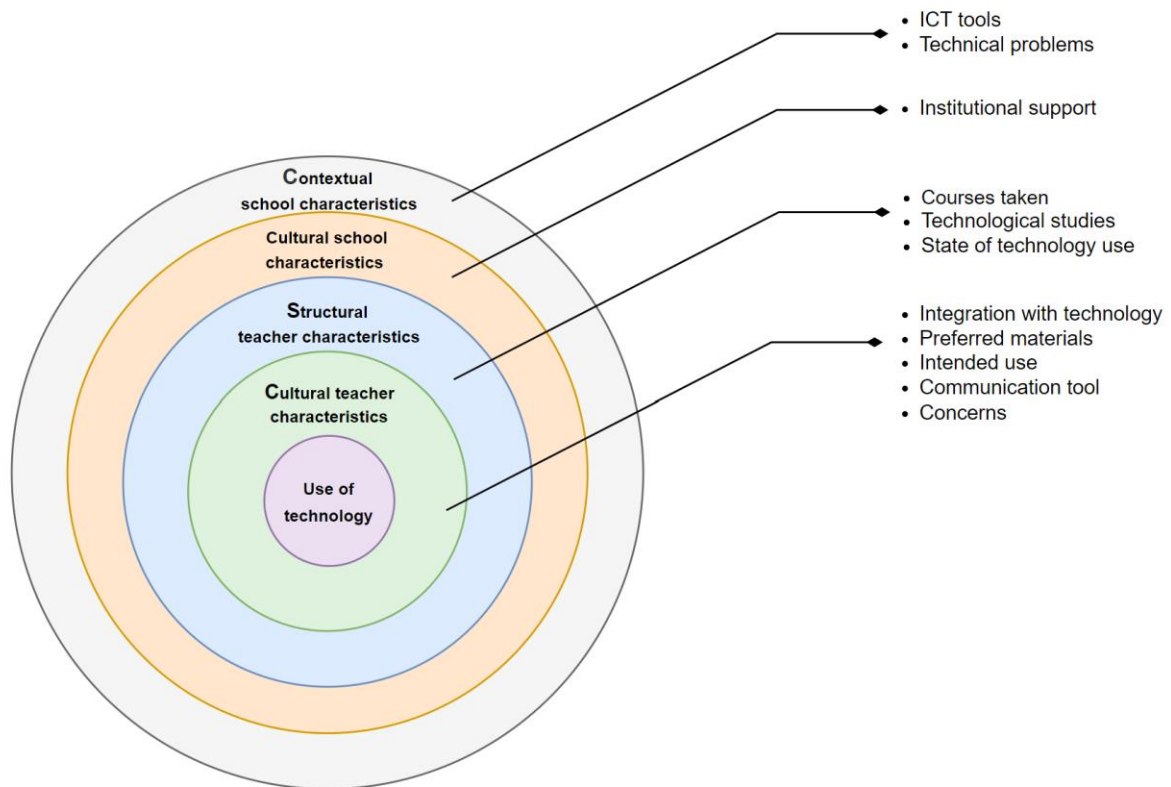 • ICT tools
• Technical problems
• Institutional support
Contextual
school characteristics
Cultural school
characteristics
• Courses taken
• Technological studies
• State of technology use
Structural
teacher characteristics
• Integration with technology
• Preferred materials
• Intended use
• Communication tool
• Concerns
Cultural teacher
characteristics
Use of
technology